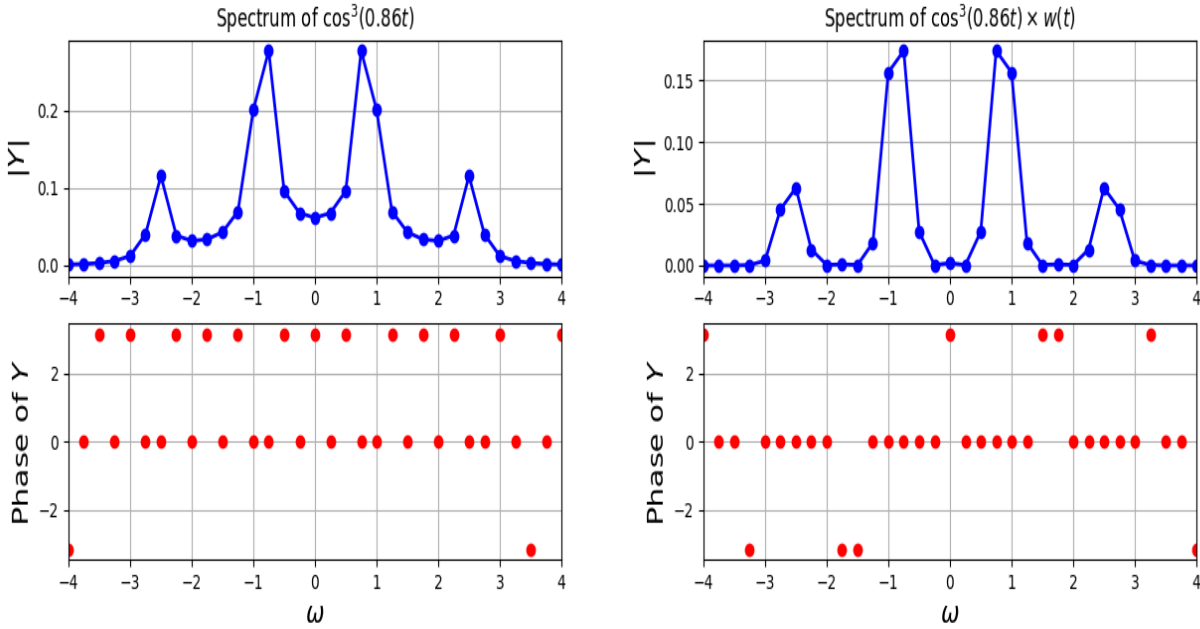 Spectrum of cos³(0.86t)
|Y|
0.2
0.1
0.0
−4 −3 −2 −1 0 1 2 3 4
Phase of Y
2
0
−2
−4 −3 −2 −1 0 1 2 3 4
ω
Spectrum of cos³(0.86t) × w(t)
|Y|
0.15
0.10
0.05
0.00
−4 −3 −2 −1 0 1 2 3 4
Phase of Y
2
0
−2
−4 −3 −2 −1 0 1 2 3 4
ω